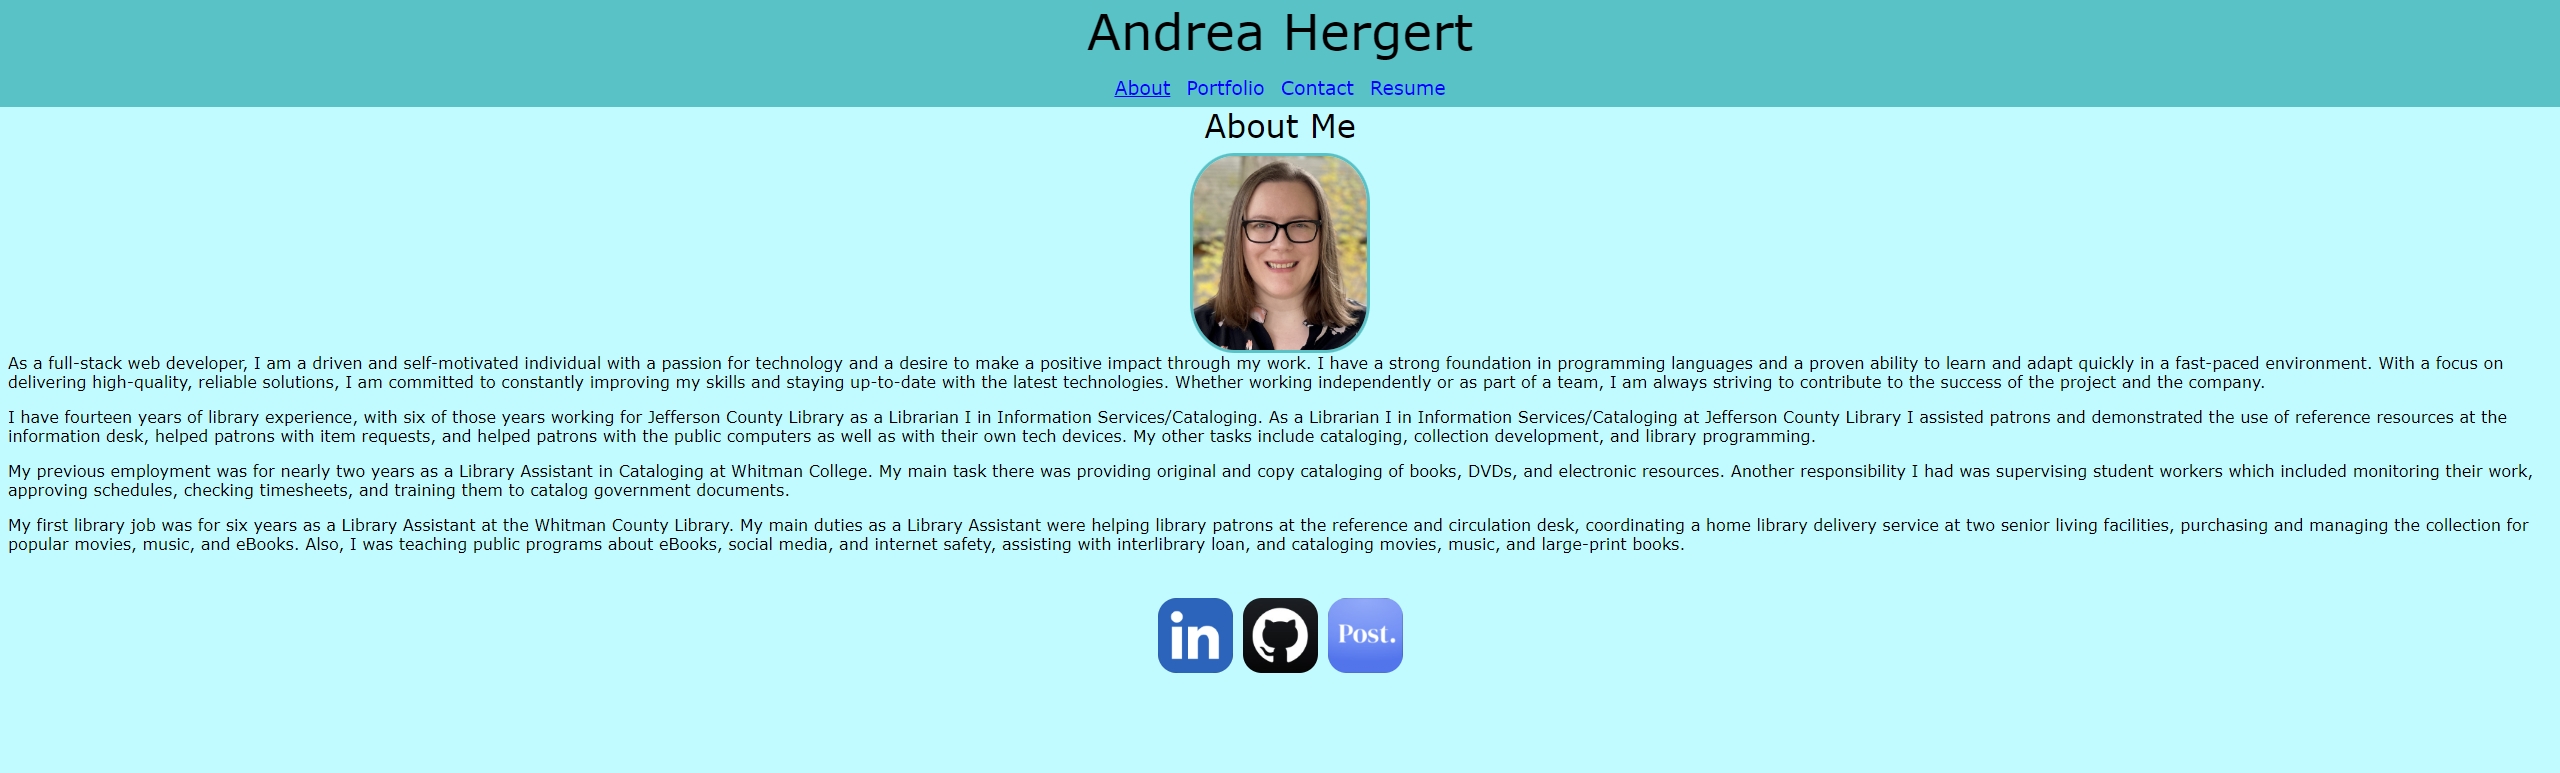 Andrea Hergert
About Portfolio Contact Resume
About Me
As a full-stack web developer, I am a driven and self-motivated individual with a passion for technology and a desire to make a positive impact through my work. I have a strong foundation in programming languages and a proven ability to learn and adapt quickly in a fast-paced environment. With a focus on
delivering high-quality, reliable solutions, I am committed to constantly improving my skills and staying up-to-date with the latest technologies. Whether working independently or as part of a team, I am always striving to contribute to the success of the project and the company.
I have fourteen years of library experience, with six of those years working for Jefferson County Library as a Librarian I in Information Services/Cataloging. As a Librarian I in Information Services/Cataloging at Jefferson County Library I assisted patrons and demonstrated the use of reference resources at the
information desk, helped patrons with item requests, and helped patrons with the public computers as well as with their own tech devices. My other tasks include cataloging, collection development, and library programming.
My previous employment was for nearly two years as a Library Assistant in Cataloging at Whitman College. My main task there was providing original and copy cataloging of books, DVDs, and electronic resources. Another responsibility I had was supervising student workers which included monitoring their work,
approving schedules, checking timesheets, and training them to catalog government documents.
My first library job was for six years as a Library Assistant at the Whitman County Library. My main duties as a Library Assistant were helping library patrons at the reference and circulation desk, coordinating a home library delivery service at two senior living facilities, purchasing and managing the collection for
popular movies, music, and eBooks. Also, I was teaching public programs about eBooks, social media, and internet safety, assisting with interlibrary loan, and cataloging movies, music, and large-print books.
in Post.